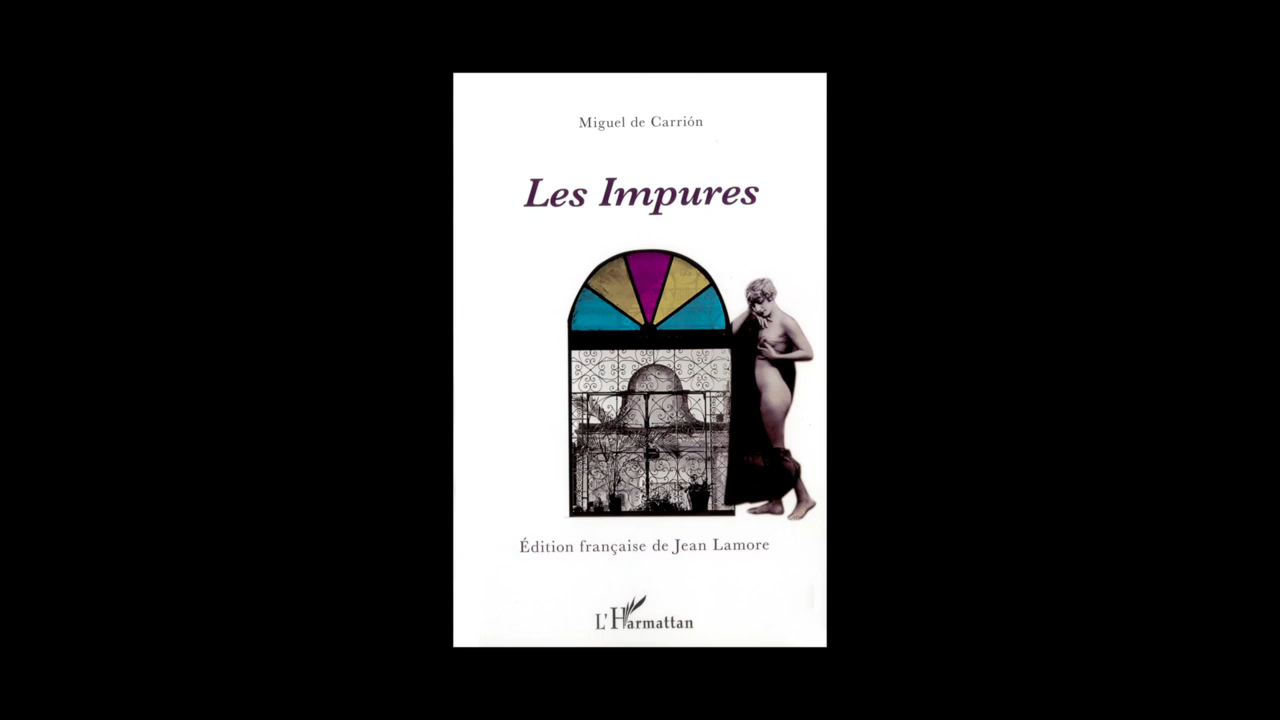 Miguel de Carrión
Les Impures
Édition française de Jean Lamore
L'Harmattan